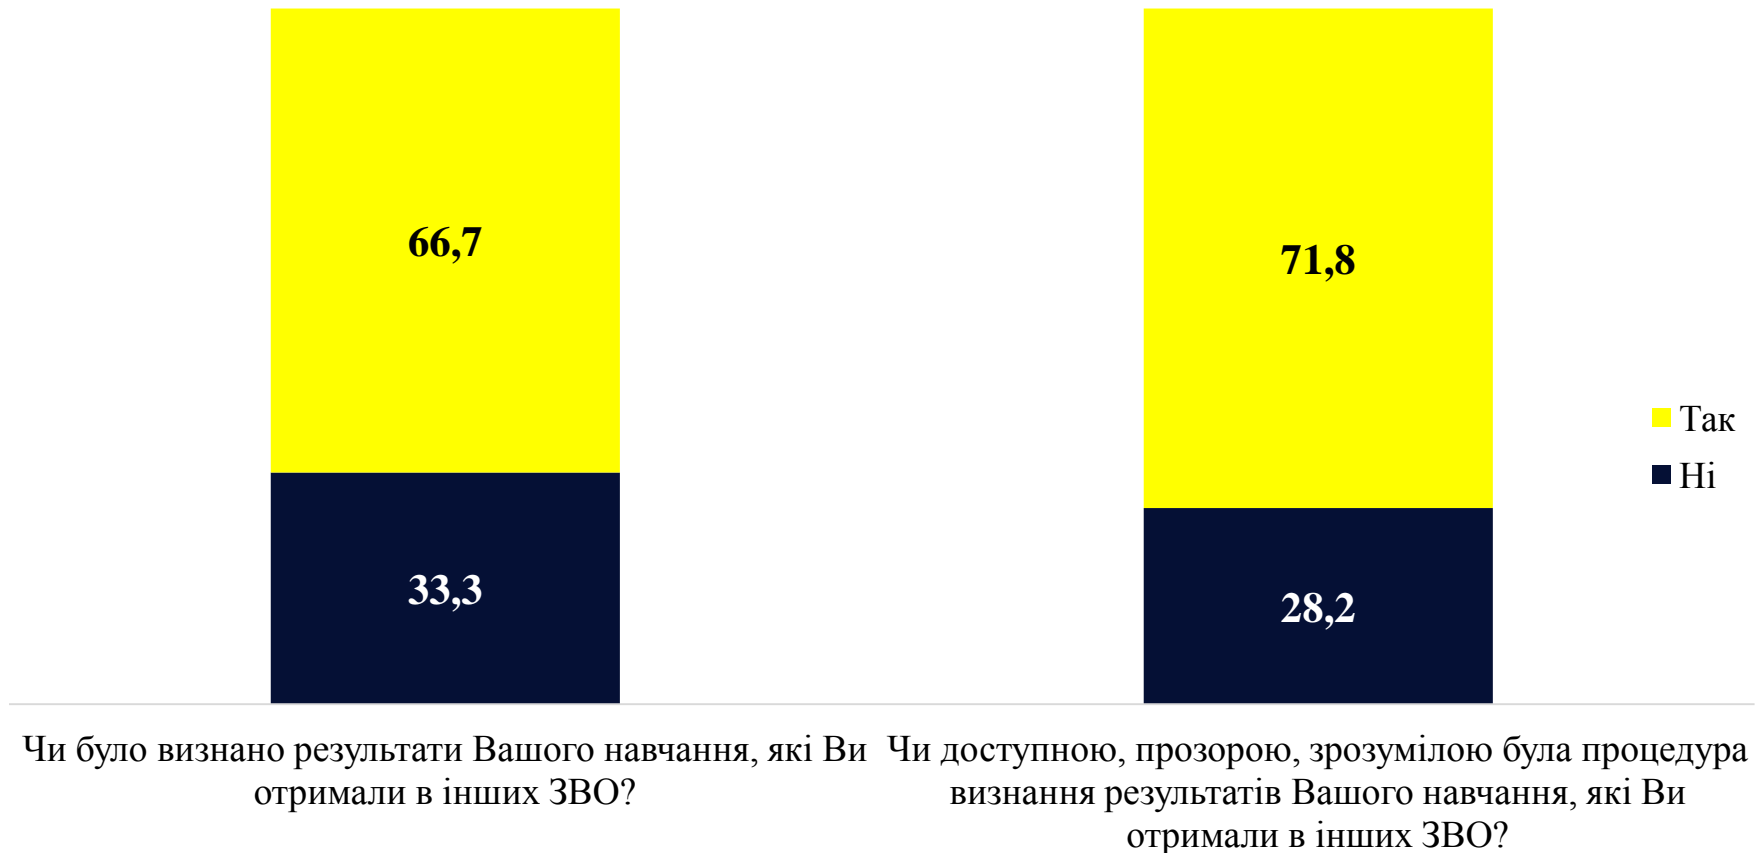 66,7
33,3
71,8
28,2
Так
Ні
Чи було визнано результати Вашого навчання, які Ви
отримали в інших ЗВО?
Чи доступною, прозорою, зрозумілою була процедура
визнання результатів Вашого навчання, які Ви
отримали в інших ЗВО?